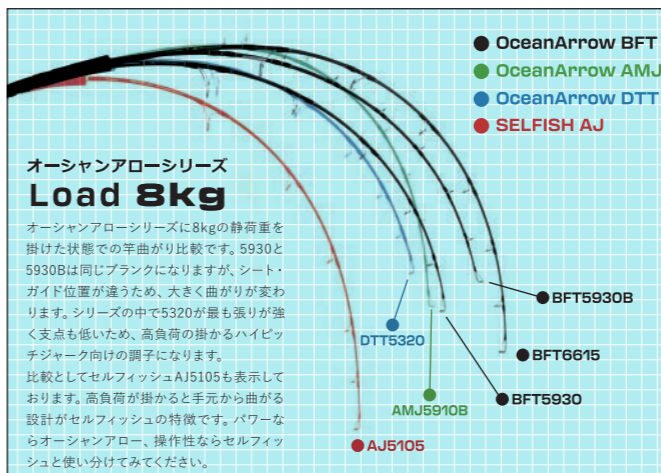 OceanArrow BFT
OceanArrow AMJ
OceanArrow DTT
SELFISH AJ
オーシャンアローシリーズ
Load 8kg
オーシャンアローシリーズに8kgの静荷重を
掛けた状態での竿曲がり比較です。5930と
5930Bは同じブランクになりますが、シート・
ガイド位置が違うため、大きく曲がりが変わ
ります。シリーズの中で5320が最も張りが強
く支点も低いため、高負荷の掛かるハイピッ
チジャーク向けの調子になります。
比較としてセルフィッシュAJ5105も表示して
おります。高負荷が掛かると手元から曲がる
設計がセルフィッシュの特徴です。パワーな
らオーシャンアロー、操作性ならセルフィッ
シュと使い分けてみてください。
BFT5930B
DTT5320
BFT6615
BFT5930
AMJ5910B
AJ5105